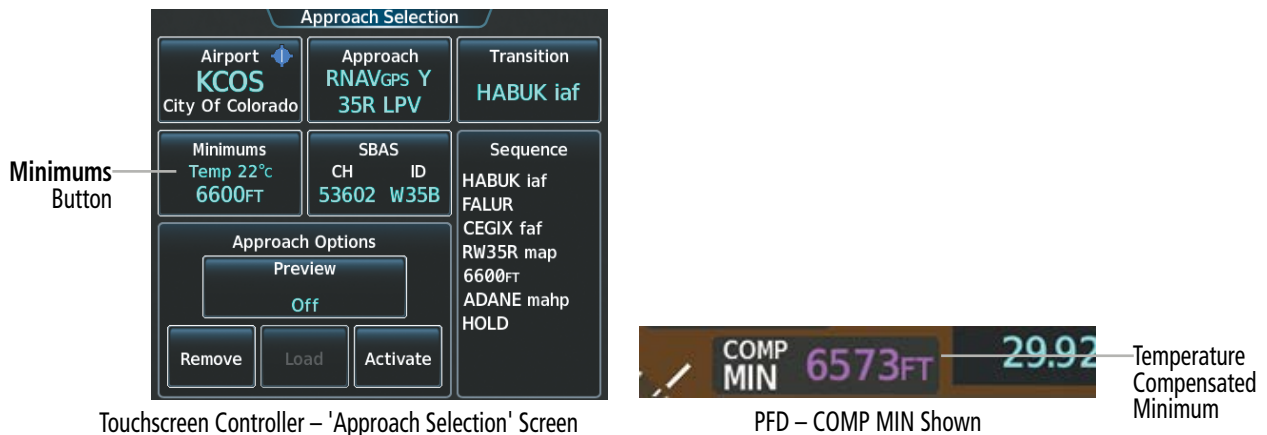 Approach Selection
Airport
KCOS
City Of Colorado
Approach
RNAVGPS Y
35R LPV
Transition
HABUK iaf
Minimums
Temp 22°C
6600FT
SBAS
CH ID
53602 W35B
Sequence
HABUK iaf
FALUR
CEGIX faf
RW35R map
6600FT
ADANE mahp
HOLD
Approach Options
Preview
Off
Remove
Load
Activate
Minimums
Button
Touchscreen Controller – 'Approach Selection' Screen
COMP
MIN
6573FT
29.92
Temperature
Compensated
Minimum
PFD – COMP MIN Shown